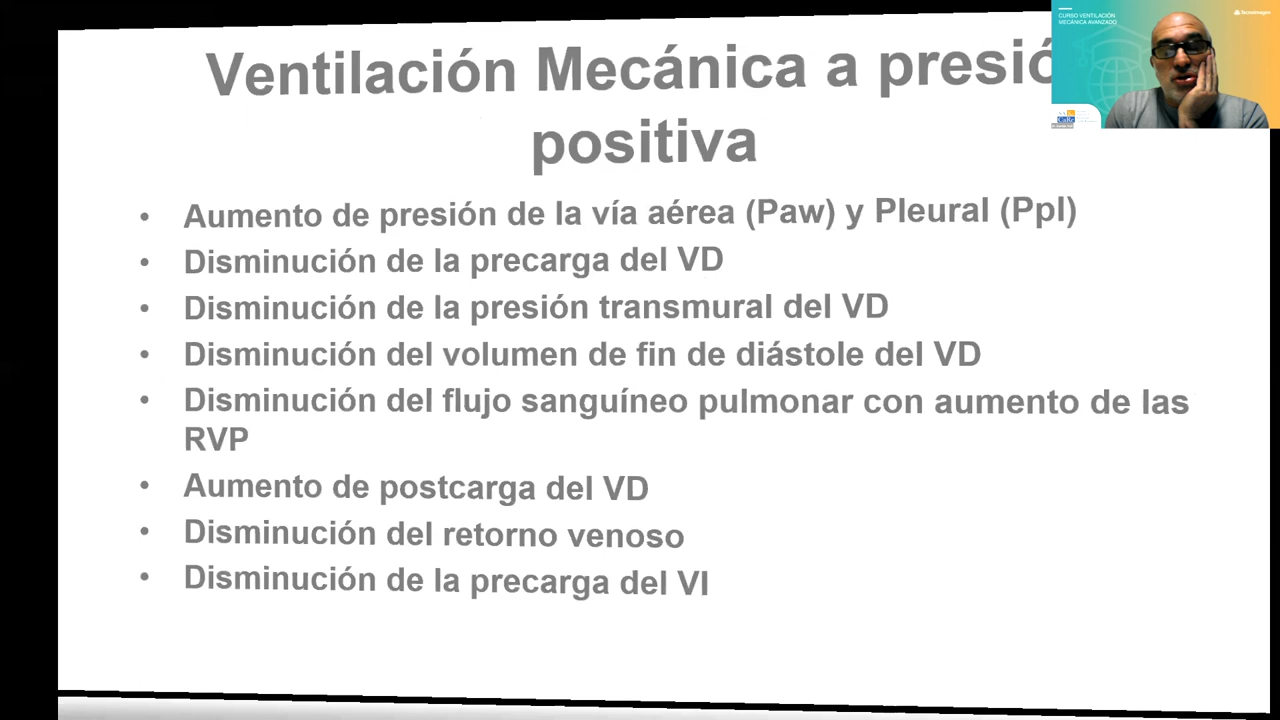 Ventilación Mecánica a presió
positiva
• Aumento de presión de la vía aérea (Paw) y Pleural (Ppl)
• Disminución de la precarga del VD
• Disminución de la presión transmural del VD
• Disminución del volumen de fin de diástole del VD
• Disminución del flujo sanguíneo pulmonar con aumento de las
RVP
• Aumento de postcarga del VD
• Disminución del retorno venoso
• Disminución de la precarga del VI
CURSO VENTILACIÓN
MECÁNICA AVANZADO
Tecnoimagen